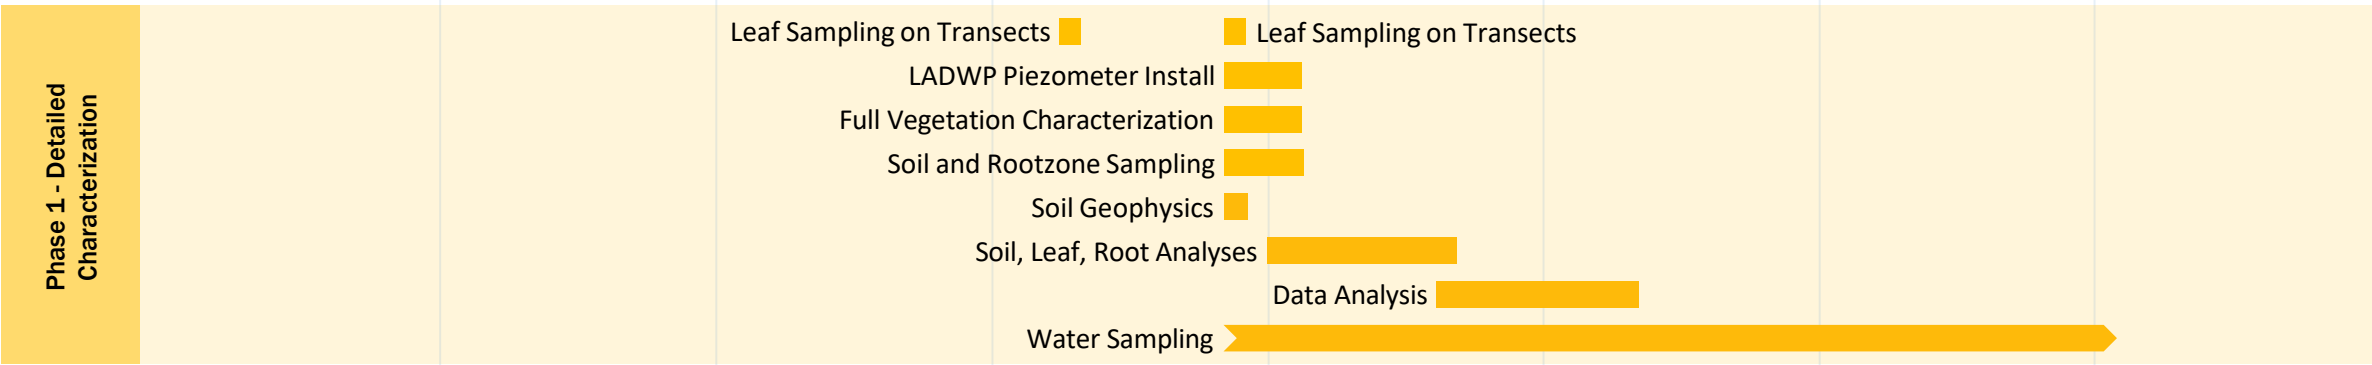 Phase 1 - Detailed
Characterization
Leaf Sampling on Transects
Leaf Sampling on Transects
LADWP Piezometer Install
Full Vegetation Characterization
Soil and Rootzone Sampling
Soil Geophysics
Soil, Leaf, Root Analyses
Data Analysis
Water Sampling